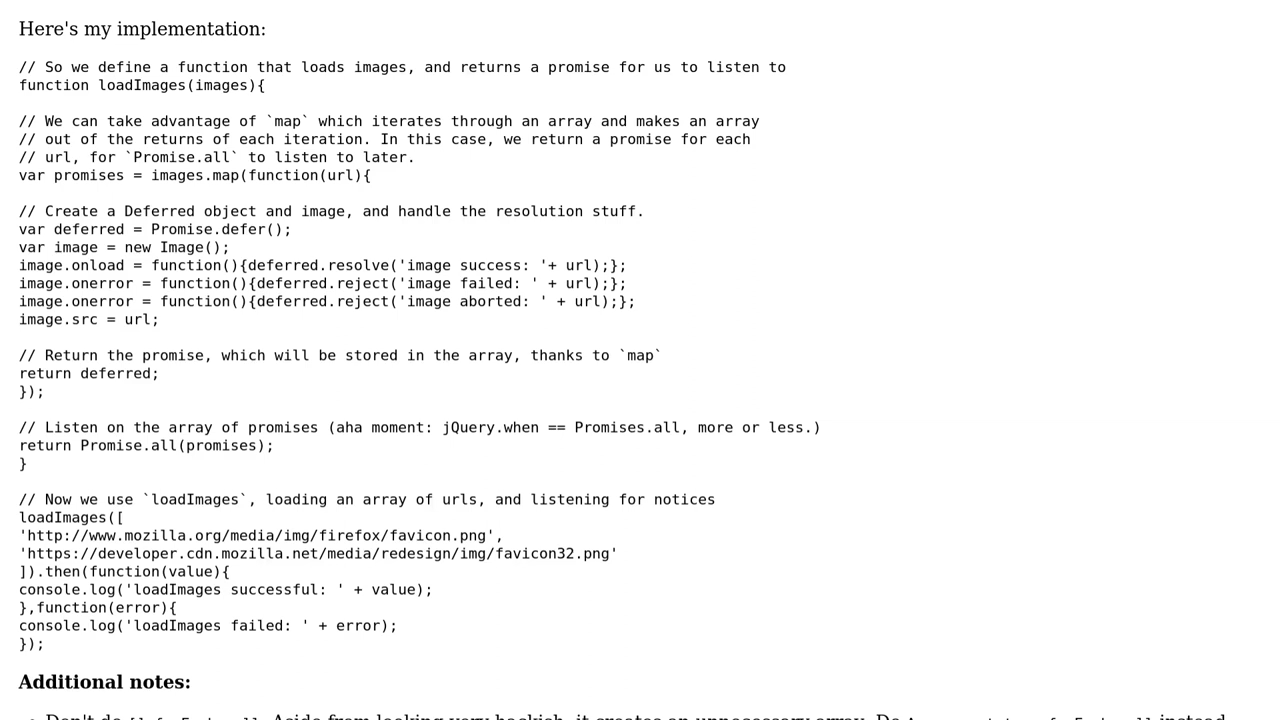 Here's my implementation:
// So we define a function that loads images, and returns a promise for us to listen to
function loadImages(images){
// We can take advantage of `map` which iterates through an array and makes an array
// out of the returns of each iteration. In this case, we return a promise for each
// url, for `Promise.all` to listen to later.
var promises = images.map(function(url){
// Create a Deferred object and image, and handle the resolution stuff.
var deferred = Promise.defer();
var image = new Image();
image.onload = function(){deferred.resolve('image success: '+ url);};
image.onerror = function(){deferred.reject('image failed: ' + url);};
image.onerror = function(){deferred.reject('image aborted: ' + url);};
image.src = url;
// Return the promise, which will be stored in the array, thanks to `map`
return deferred;
});
// Listen on the array of promises (aha moment: jQuery.when == Promises.all, more or less.)
return Promise.all(promises);
}
// Now we use `loadImages`, loading an array of urls, and listening for notices
loadImages([
'http://www.mozilla.org/media/img/firefox/favicon.png',
'https://developer.cdn.mozilla.net/media/redesign/img/favicon32.png'
]).then(function(value){
console.log('loadImages successful: ' + value);
},function(error){
console.log('loadImages failed: ' + error);
});
Additional notes: